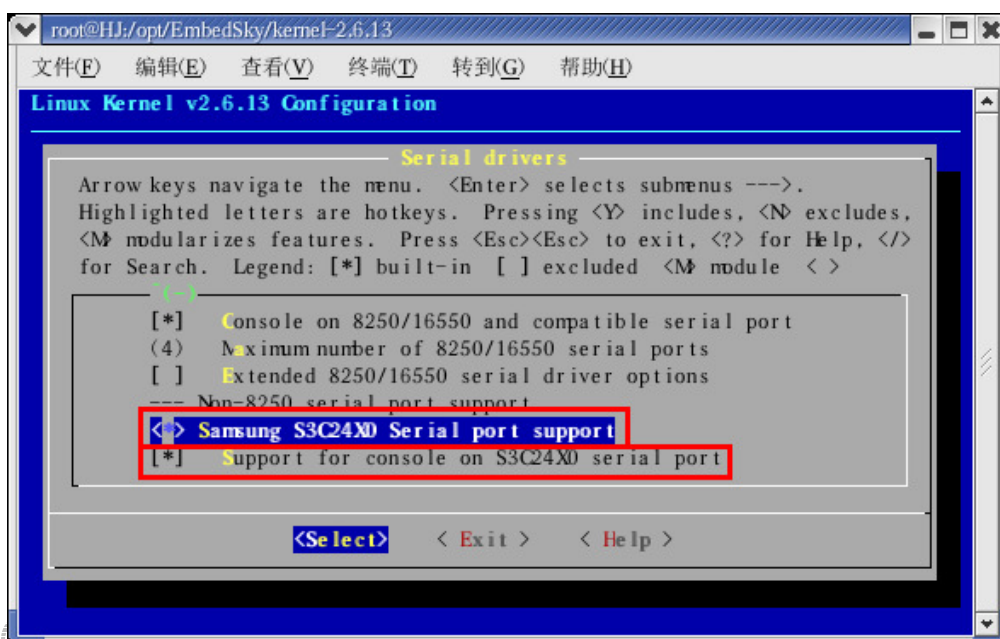 root@HJ:/opt/EmbedSky/kernel-2.6.13
文件(F) 编辑(E) 查看(V) 终端(T) 转到(G) 帮助(H)
Linux Kernel v2.6.13 Configuration
Serial drivers
Arrow keys navigate the menu. <Enter> selects submenus --->.
Highlighted letters are hotkeys. Pressing <Y> includes, <N> excludes,
<M> modularizes features. Press <Esc><Esc> to exit, <?> for Help, </>
for Search. Legend: [*] built-in [ ] excluded <M> module < >
^(-)
[*] Console on 8250/16550 and compatible serial port
(4) Maximum number of 8250/16550 serial ports
[ ] Extended 8250/16550 serial driver options
--- Non-8250 serial port support
<*> Samsung S3C24X0 Serial port support
[*] Support for console on S3C24X0 serial port
<Select> < Exit > < Help >